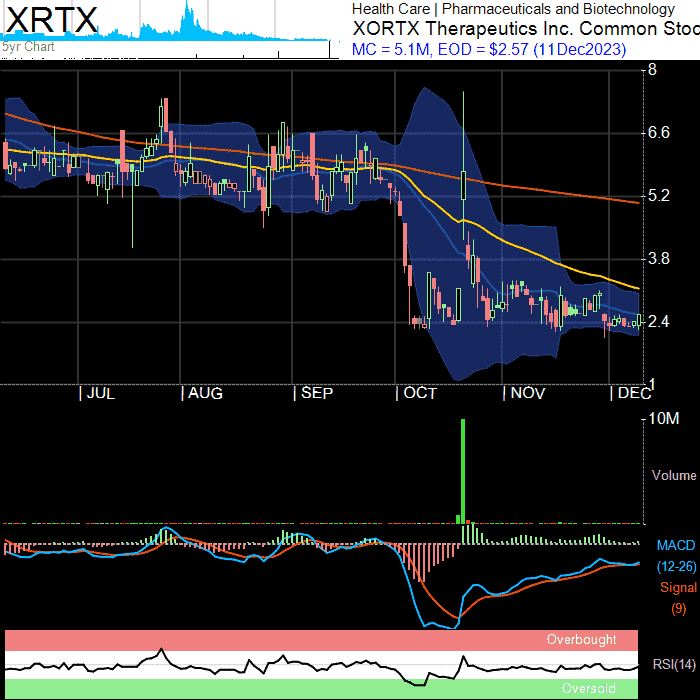 XRTX
5yr Chart
Health Care | Pharmaceuticals and Biotechnology
XORTX Therapeutics Inc. Common Stoc
MC = 5.1M, EOD = $2.57 (11Dec2023)
8
6.6
5.2
3.8
2.4
1
| JUL
| AUG
| SEP
| OCT
| NOV
| DEC
10M
Volume
MACD
(12-26)
Signal
(9)
Overbought
RSI(14)
Oversold